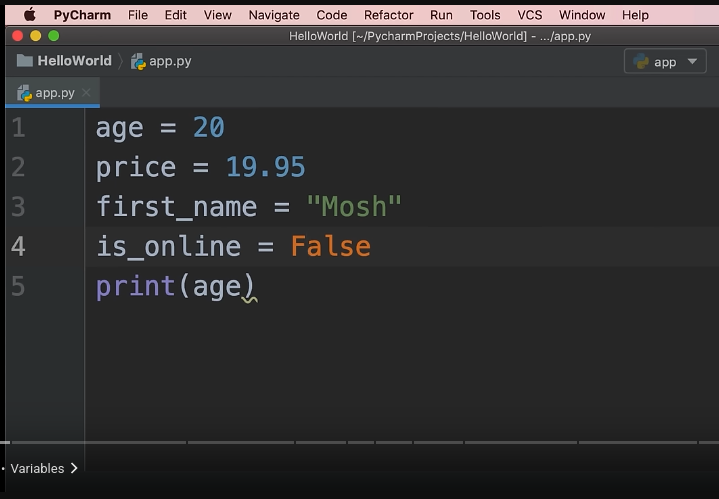 PyCharm File Edit View Navigate Code Refactor Run Tools VCS Window Help
HelloWorld [~/PycharmProjects/HelloWorld] - .../app.py
HelloWorld app.py app
app.py
1 age = 20
2 price = 19.95
3 first_name = "Mosh"
4 is_online = False
5 print(age)
• Variables